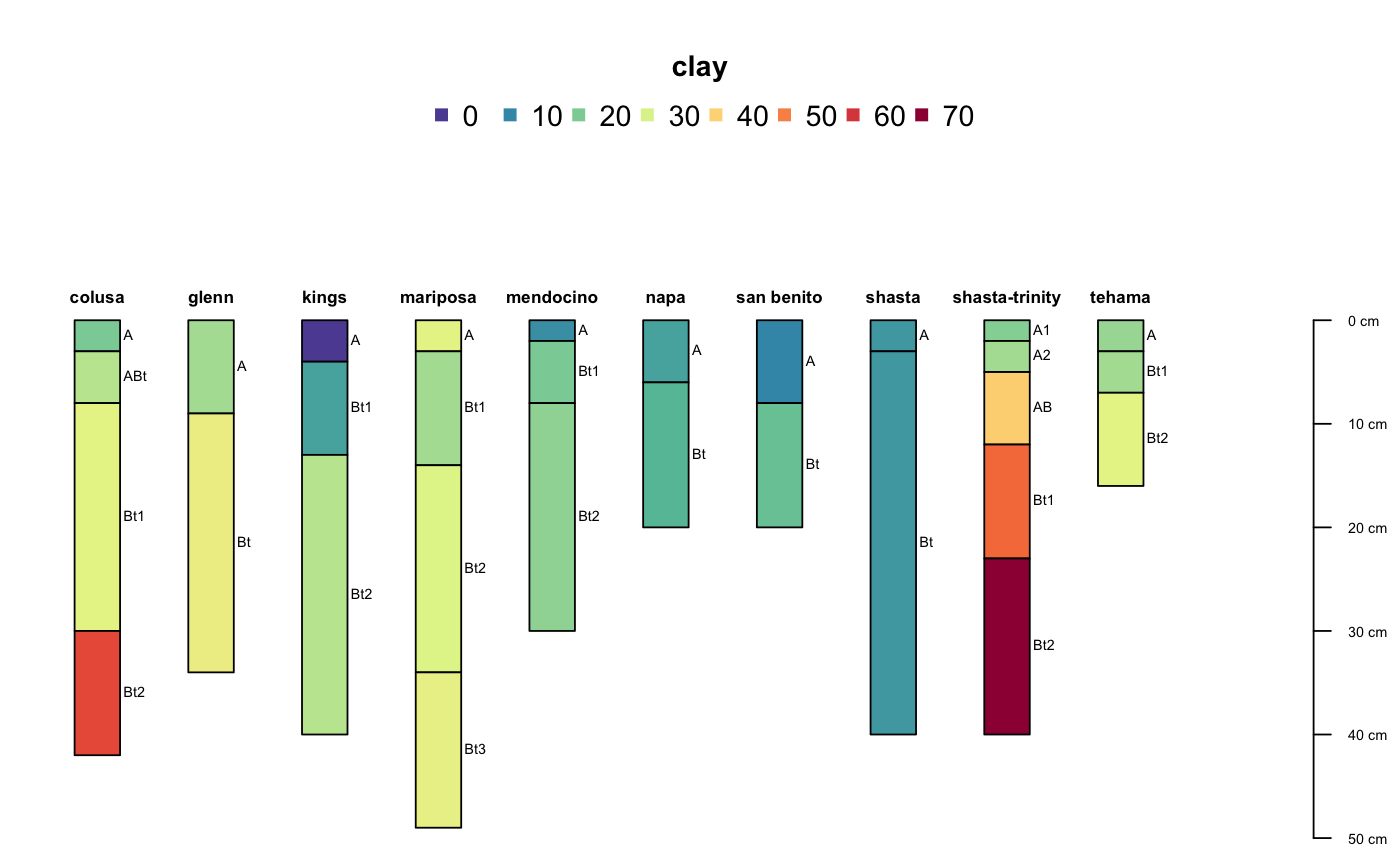 clay
0 10 20 30 40 50 60 70
colusa glenn kings mariposa mendocino napa san benito shasta shasta-trinity tehama
A
ABt
Bt1
Bt2
A
Bt
A
Bt1
Bt2
A
Bt1
Bt2
Bt3
A
Bt1
Bt2
A
Bt
A
Bt
A
Bt
A1
A2
AB
Bt1
Bt2
A
Bt1
Bt2
0 cm
10 cm
20 cm
30 cm
40 cm
50 cm